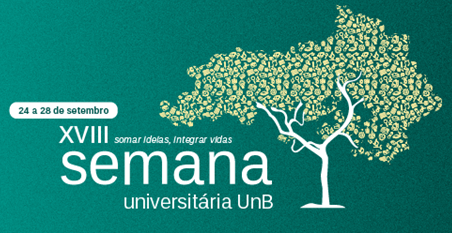 24 a 28 de setembro
XVIII somar ideias, integrar vidas
semana
universitária UnB